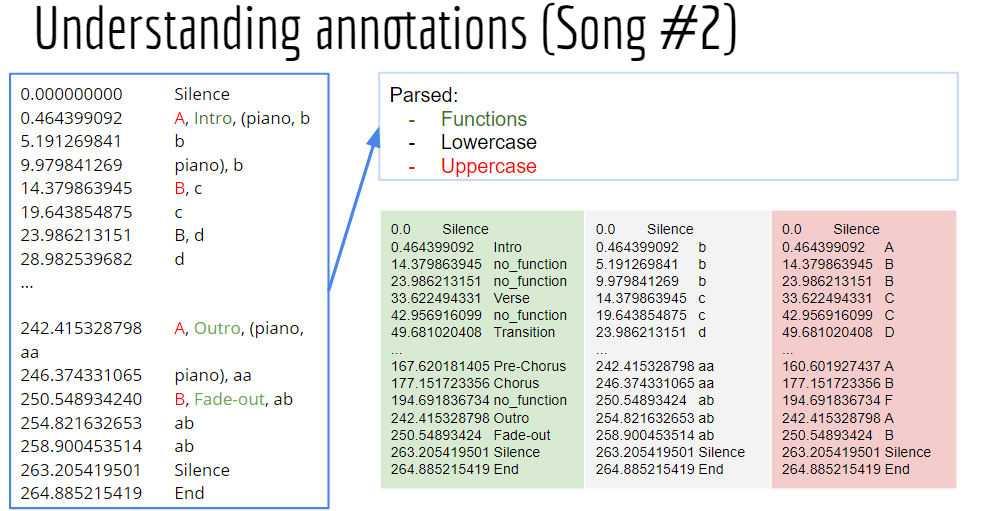 Understanding annotations (Song #2)
0.000000000 Silence
0.464399092 A, Intro, (piano, b
5.191269841 b
9.979841269 piano), b
14.379863945 B, c
19.643854875 c
23.986213151 B, d
28.982539682 d
...
242.415328798 A, Outro, (piano,
aa
246.374331065 piano), aa
250.548934240 B, Fade-out, ab
254.821632653 ab
258.900453514 ab
263.205419501 Silence
264.885215419 End
Parsed:
- Functions
- Lowercase
- Uppercase
0.0 Silence
0.464399092 Intro
14.379863945 no_function
23.986213151 no_function
33.622494331 Verse
42.956916099 no_function
49.681020408 Transition
...
167.620181405 Pre-Chorus
177.151723356 Chorus
194.691836734 no_function
242.415328798 Outro
250.54893424 Fade-out
263.205419501 Silence
264.885215419 End
0.0 Silence
0.464399092 b
5.191269841 b
9.979841269 b
14.379863945 c
19.643854875 c
23.986213151 d
...
242.415328798 aa
246.374331065 aa
250.54893424 ab
254.821632653 ab
258.900453514 ab
263.205419501 Silence
264.885215419 End
0.0 Silence
0.464399092 A
14.379863945 B
23.986213151 B
33.622494331 C
42.956916099 C
49.681020408 D
...
160.601927437 A
177.151723356 B
194.691836734 F
242.415328798 A
250.54893424 B
263.205419501 Silence
264.885215419 End